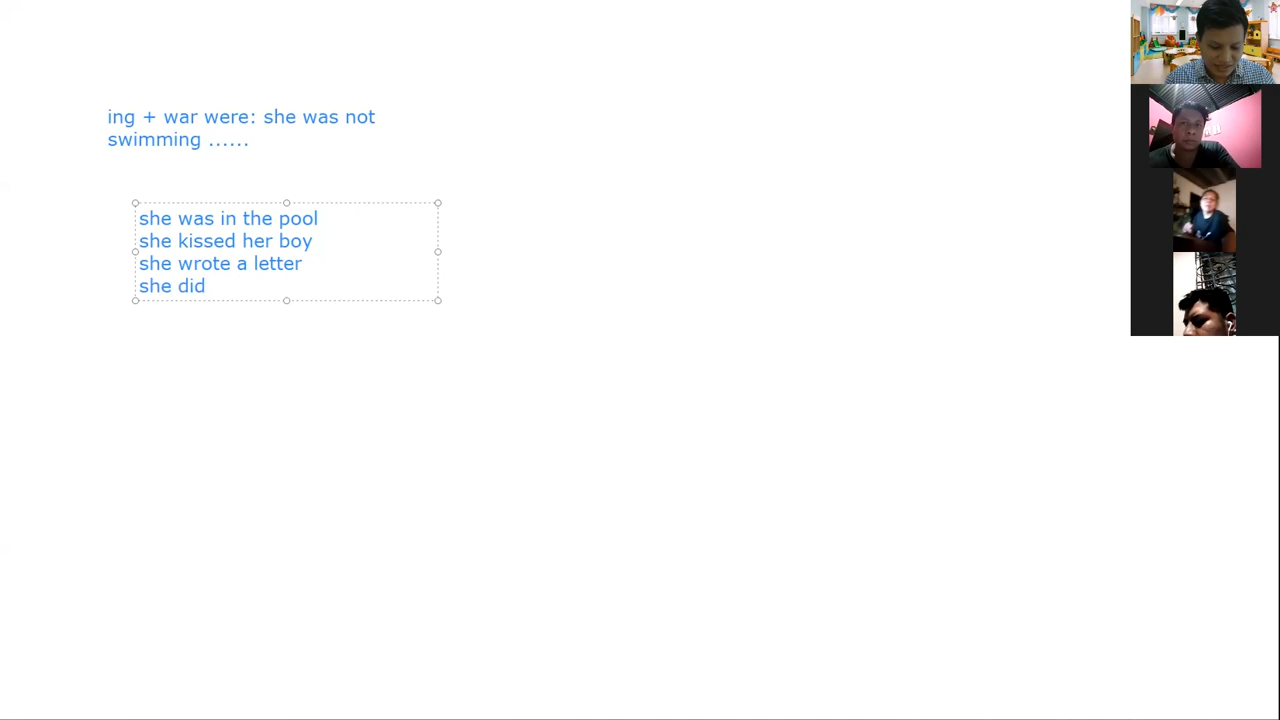 ing + war were: she was not
swimming ......
she was in the pool
she kissed her boy
she wrote a letter
she did